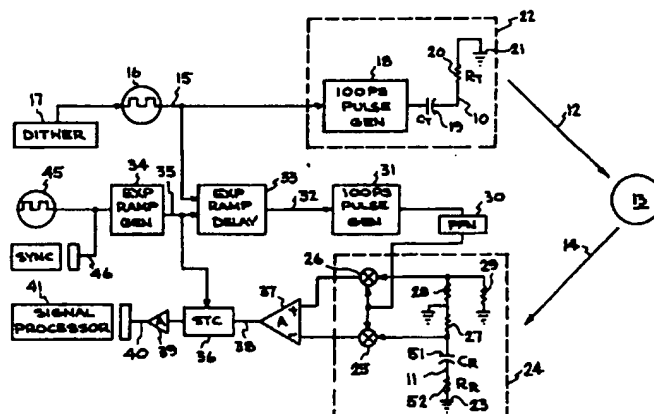 22
16
15
18
20
21
17
DITHER
100PS
PULSE
GEN
CT
19
RT
10
12
45
34
EXP
RAMP
GEN
35
33
EXP
RAMP
DELAY
32
31
100PS
PULSE
GEN
30
PFN
13
14
SYNC
46
41
SIGNAL
PROCESSOR
40
A
39
STC
36
38
37
A
+
-
26
25
28
29
27
51
CR
11
RR
52
23
24